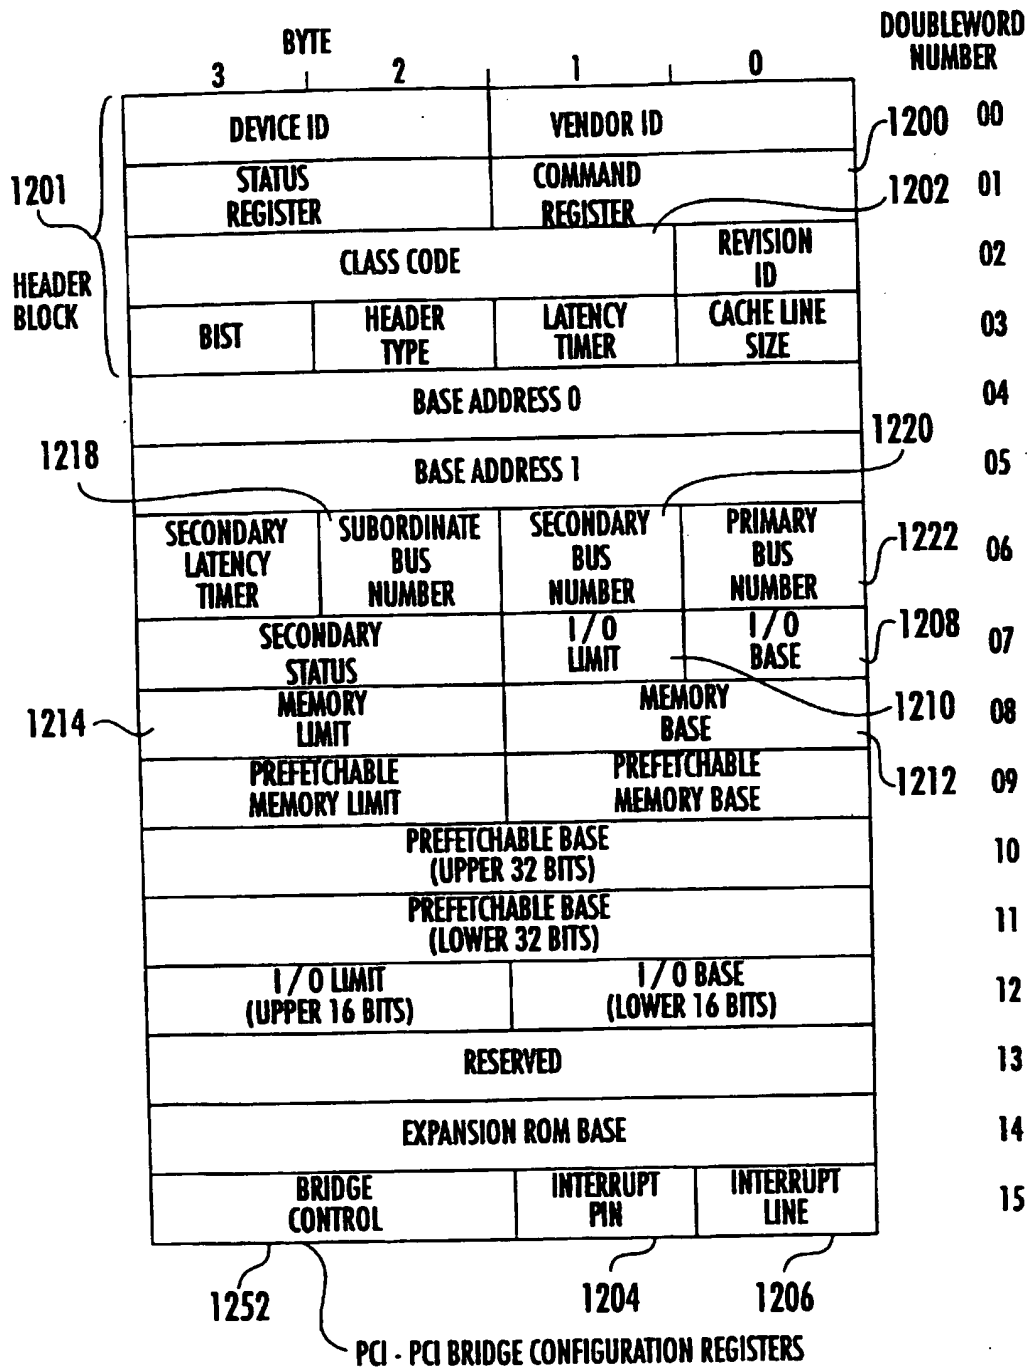 BYTE
DOUBLEWORD
NUMBER
3 2 1 0
DEVICE ID VENDOR ID 1200 00
1201 STATUS
REGISTER COMMAND
REGISTER 1202 01
HEADER
BLOCK
CLASS CODE REVISION
ID 02
BIST HEADER
TYPE LATENCY
TIMER CACHE LINE
SIZE 03
BASE ADDRESS 0 04
1218 1220
BASE ADDRESS 1 05
SECONDARY
LATENCY
TIMER SUBORDINATE
BUS
NUMBER SECONDARY
BUS
NUMBER PRIMARY
BUS
NUMBER 1222 06
SECONDARY
STATUS I/O
LIMIT I/O
BASE 1208 07
1214 MEMORY
LIMIT MEMORY
BASE 1210 08
PREFETCHABLE
MEMORY LIMIT PREFETCHABLE
MEMORY BASE 1212 09
PREFETCHABLE BASE
(UPPER 32 BITS) 10
PREFETCHABLE BASE
(LOWER 32 BITS) 11
I/O LIMIT
(UPPER 16 BITS) I/O BASE
(LOWER 16 BITS) 12
RESERVED 13
EXPANSION ROM BASE 14
BRIDGE
CONTROL INTERRUPT
PIN INTERRUPT
LINE 15
1252 1204 1206
PCI - PCI BRIDGE CONFIGURATION REGISTERS